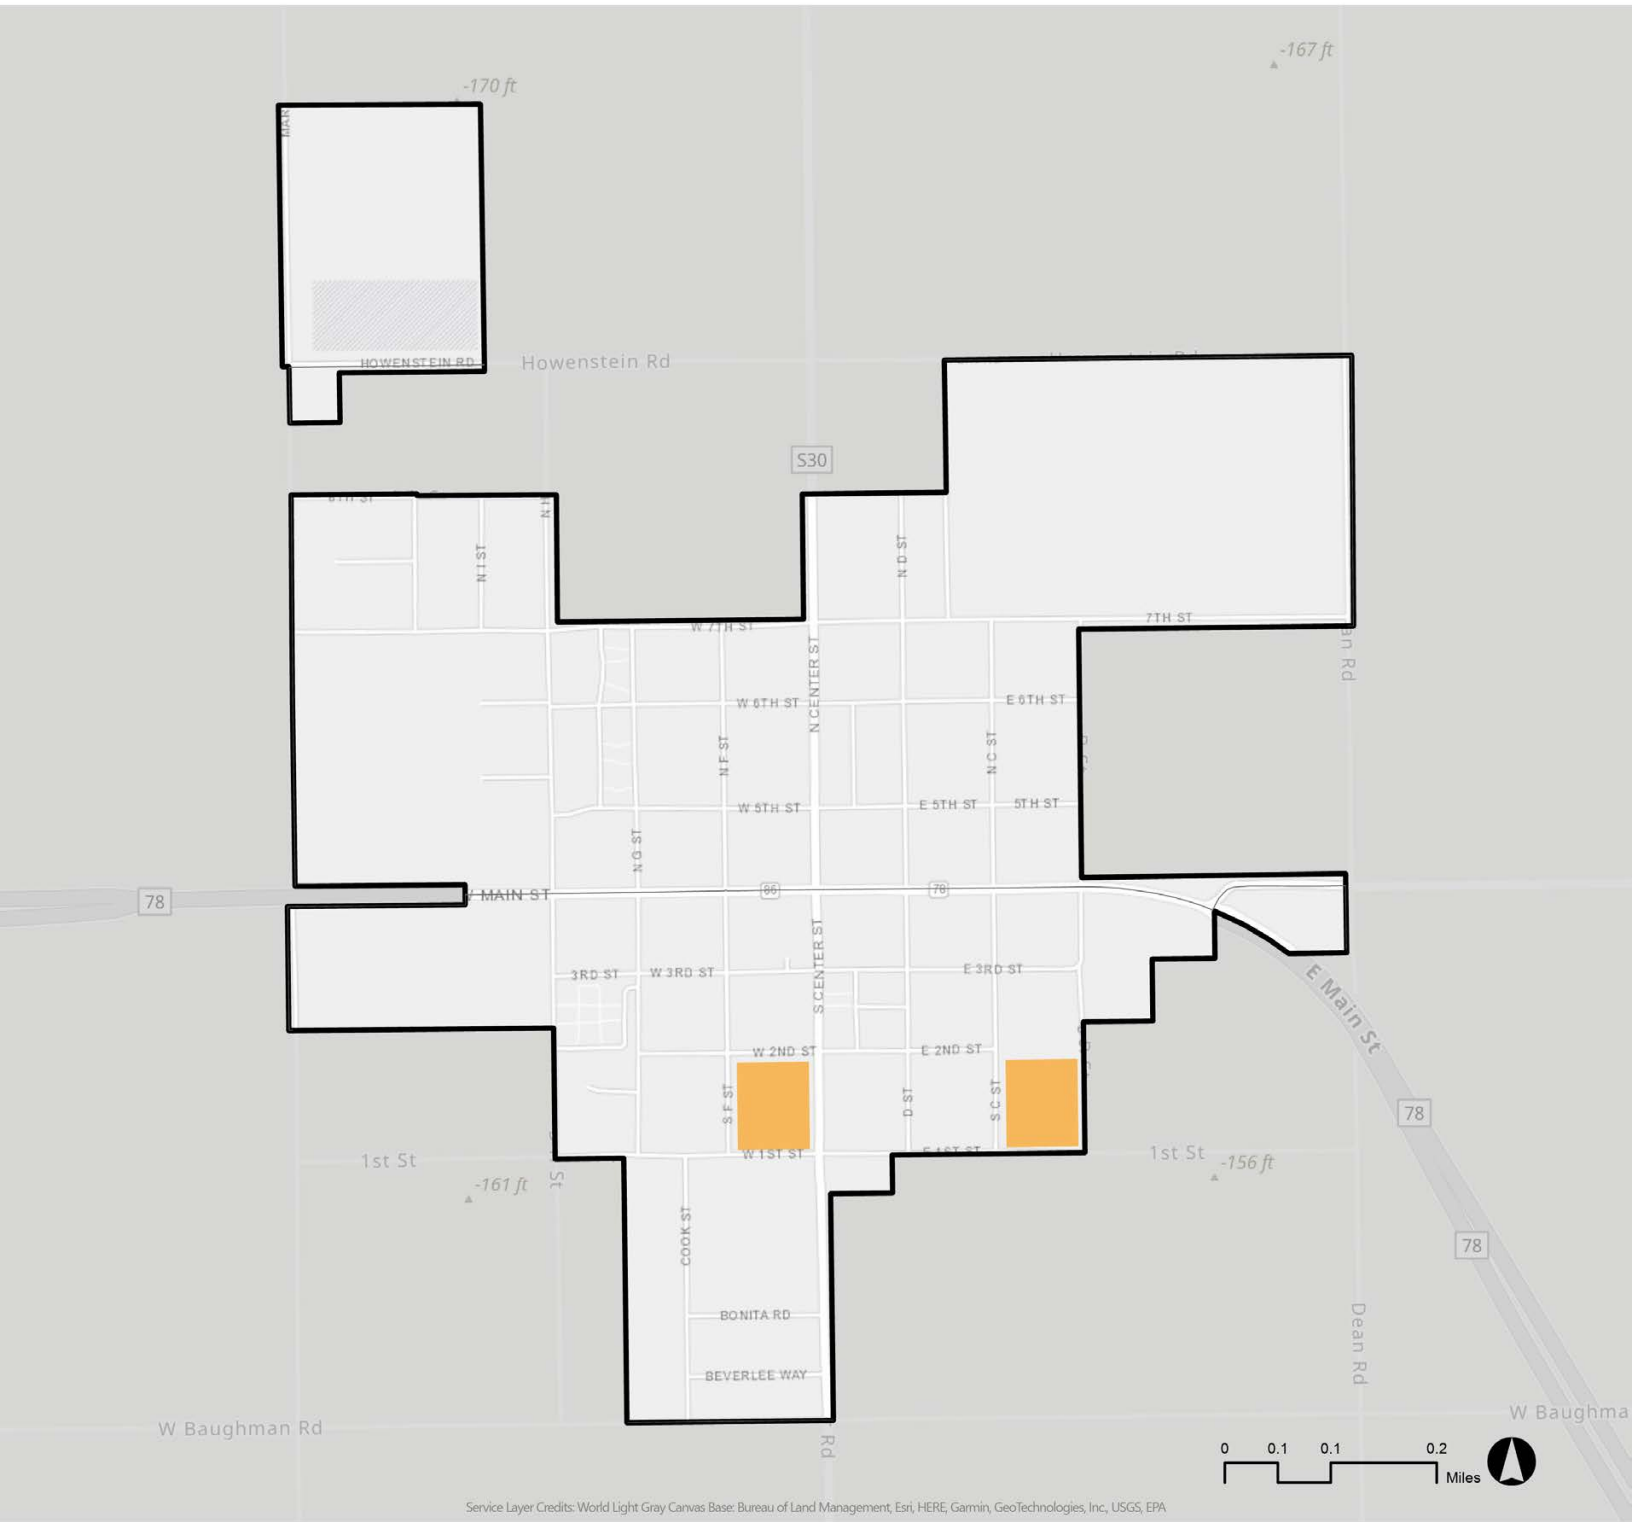 -167 ft
-170 ft
MAR
HOWENSTEIN RD
Howenstein Rd
S30
N I ST
N D ST
7TH ST
W 7TH ST
N CENTER ST
W 6TH ST
E 6TH ST
N F ST
N C ST
W 5TH ST
E 5TH ST
5TH ST
N G ST
78
MAIN ST
86
78
S CENTER ST
3RD ST
W 3RD ST
E 3RD ST
E Main St
W 2ND ST
E 2ND ST
S F ST
D ST
S C ST
78
1st St
W 1ST ST
E 1ST ST
1st St
-156 ft
St
-161 ft
COOK ST
78
BONITA RD
Dean Rd
BEVERLEE WAY
W Baughman Rd
W Baughma
Rd
0 0.1 0.1 0.2
Miles
Service Layer Credits: World Light Gray Canvas Base: Bureau of Land Management, Esri, HERE, Garmin, GeoTechnologies, Inc., USGS, EPA